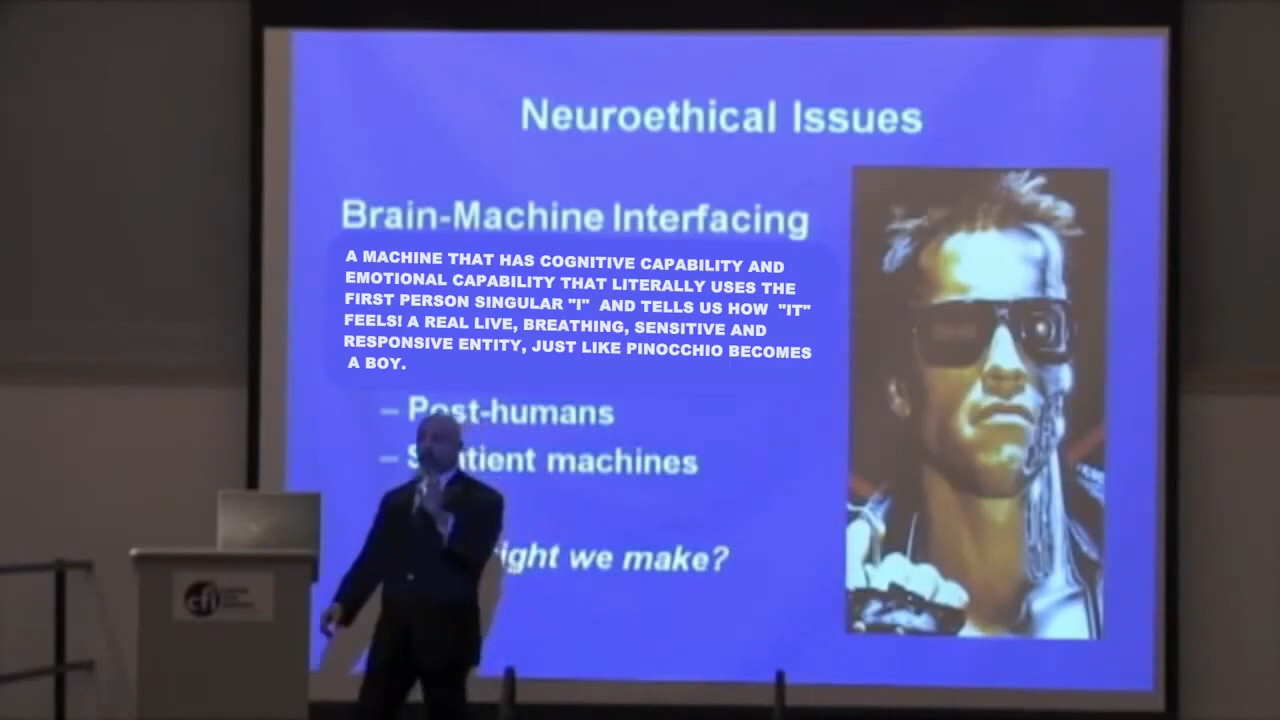 Neuroethical Issues
Brain-Machine Interfacing
A MACHINE THAT HAS COGNITIVE CAPABILITY AND
EMOTIONAL CAPABILITY THAT LITERALLY USES THE
FIRST PERSON SINGULAR "I" AND TELLS US HOW "IT"
FEELS! A REAL LIVE, BREATHING, SENSITIVE AND
RESPONSIVE ENTITY, JUST LIKE PINOCCHIO BECOMES
A BOY.
– Post-humans
– machines
we make?
cfi